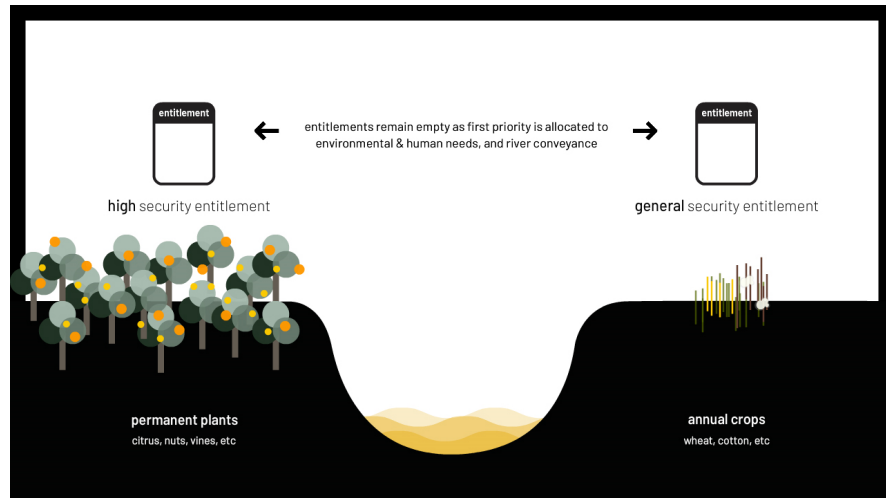 entitlement
entitlement
entitlements remain empty as first priority is allocated to
environmental & human needs, and river conveyance
high security entitlement
general security entitlement
permanent plants
citrus, nuts, vines, etc
annual crops
wheat, cotton, etc